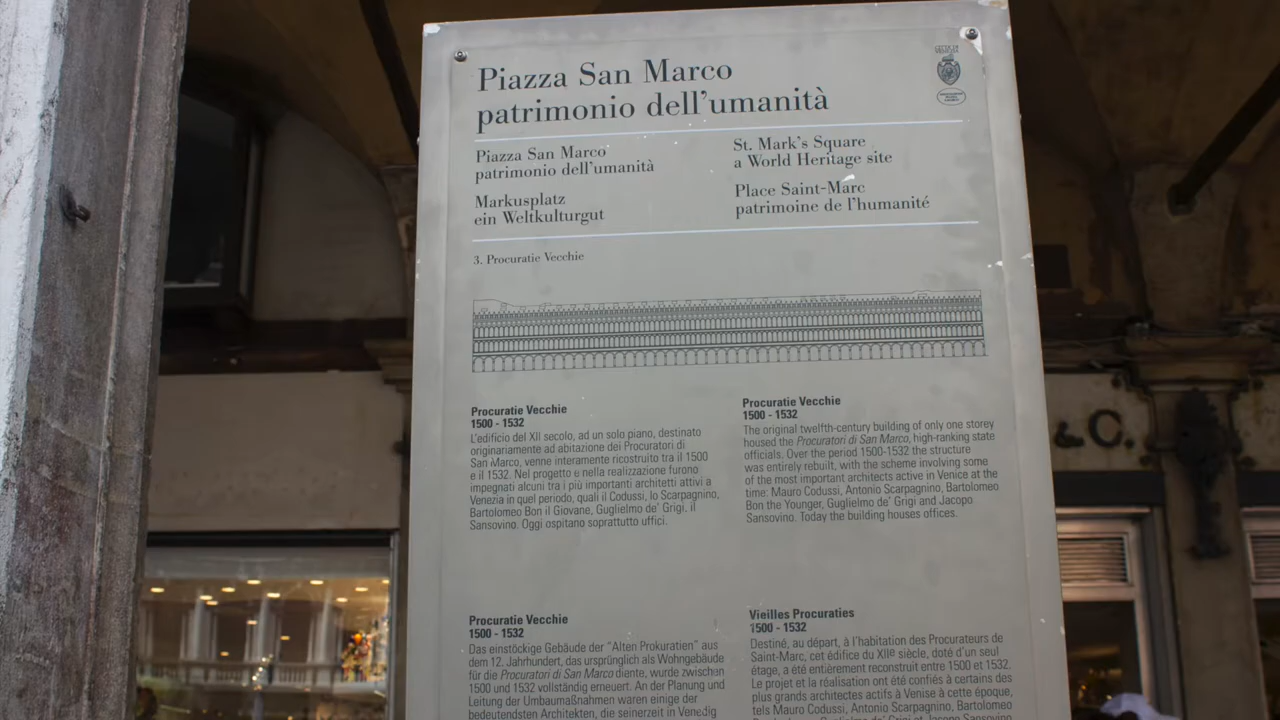 Piazza San Marco
patrimonio dell'umanità
Piazza San Marco
patrimonio dell'umanità
St. Mark's Square
a World Heritage site
Markusplatz
ein Weltkulturgut
Place Saint-Marc
patrimoine de l'humanité
3. Procuratie Vecchie
Procuratie Vecchie
1500 - 1532
L'edificio del XII secolo, ad un solo piano, destinato
originariamente ad abitazione dei Procuratori di
San Marco, venne interamente ricostruito tra il 1500
e il 1532. Nel progetto e nella realizzazione furono
impegnati alcuni tra i più importanti architetti attivi a
Venezia in quel periodo, quali il Codussi, lo Scarpagnino,
Bartolomeo Bon il Giovane, Guglielmo de' Grigi, il
Sansovino. Oggi ospitano soprattutto uffici.
Procuratie Vecchie
1500 - 1532
The original twelfth-century building of only one storey
housed the Procuratori di San Marco, high-ranking state
officials. Over the period 1500-1532 the structure
was entirely rebuilt, with the scheme involving some
of the most important architects active in Venice at the
time: Mauro Codussi, Antonio Scarpagnino, Bartolomeo
Bon the Younger, Guglielmo de' Grigi and Jacopo
Sansovino. Today the building houses offices.
Procuratie Vecchie
1500 - 1532
Das einstöckige Gebäude der "Alten Prokuratien" aus
dem 12. Jahrhundert, das ursprünglich als Wohngebäude
für die Procuratori di San Marco diente, wurde zwischen
1500 und 1532 vollständig erneuert. An der Planung und
Leitung der Umbaumaßnahmen waren einige der
bedeutendsten Architekten, die seinerzeit in Venedig
Vieilles Procuraties
1500 - 1532
Destiné, au départ, à l'habitation des Procurateurs de
Saint-Marc, cet édifice du XIIe siècle, doté d'un seul
étage, a été entièrement reconstruit entre 1500 et 1532.
Le projet et la réalisation ont été confiés à certains des
plus grands architectes actifs à Venise à cette époque,
tels Mauro Codussi, Antonio Scarpagnino, Bartolomeo
& C.